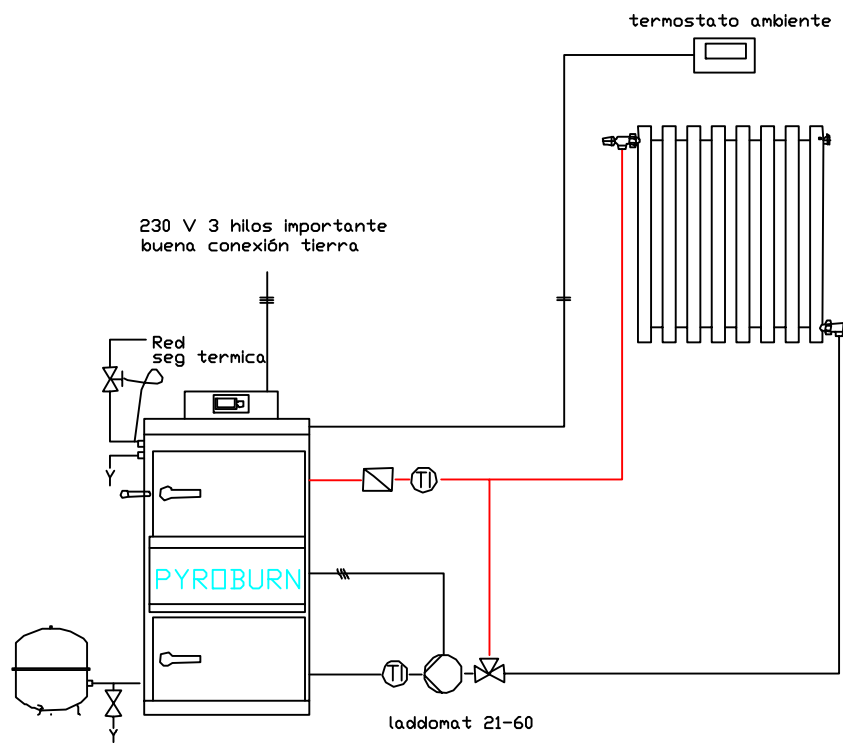 termostato ambiente
230 V 3 hilos importante
buena conexión tierra
Red
seg termica
TI
PYROBURN
TI
laddomat 21-60